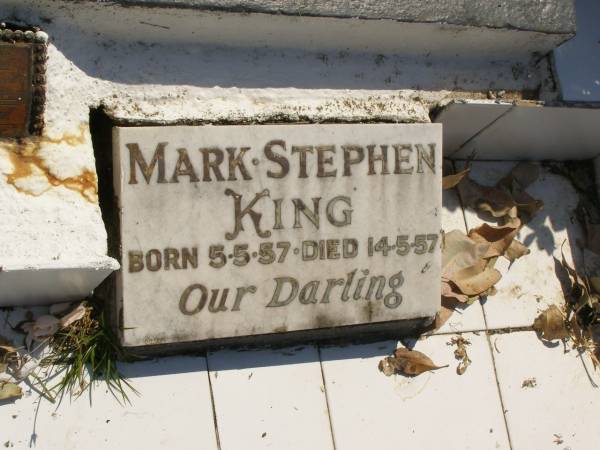 MARK·STEPHEN
KING
BORN 5·5·57·DIED 14·5·57
Our Darling